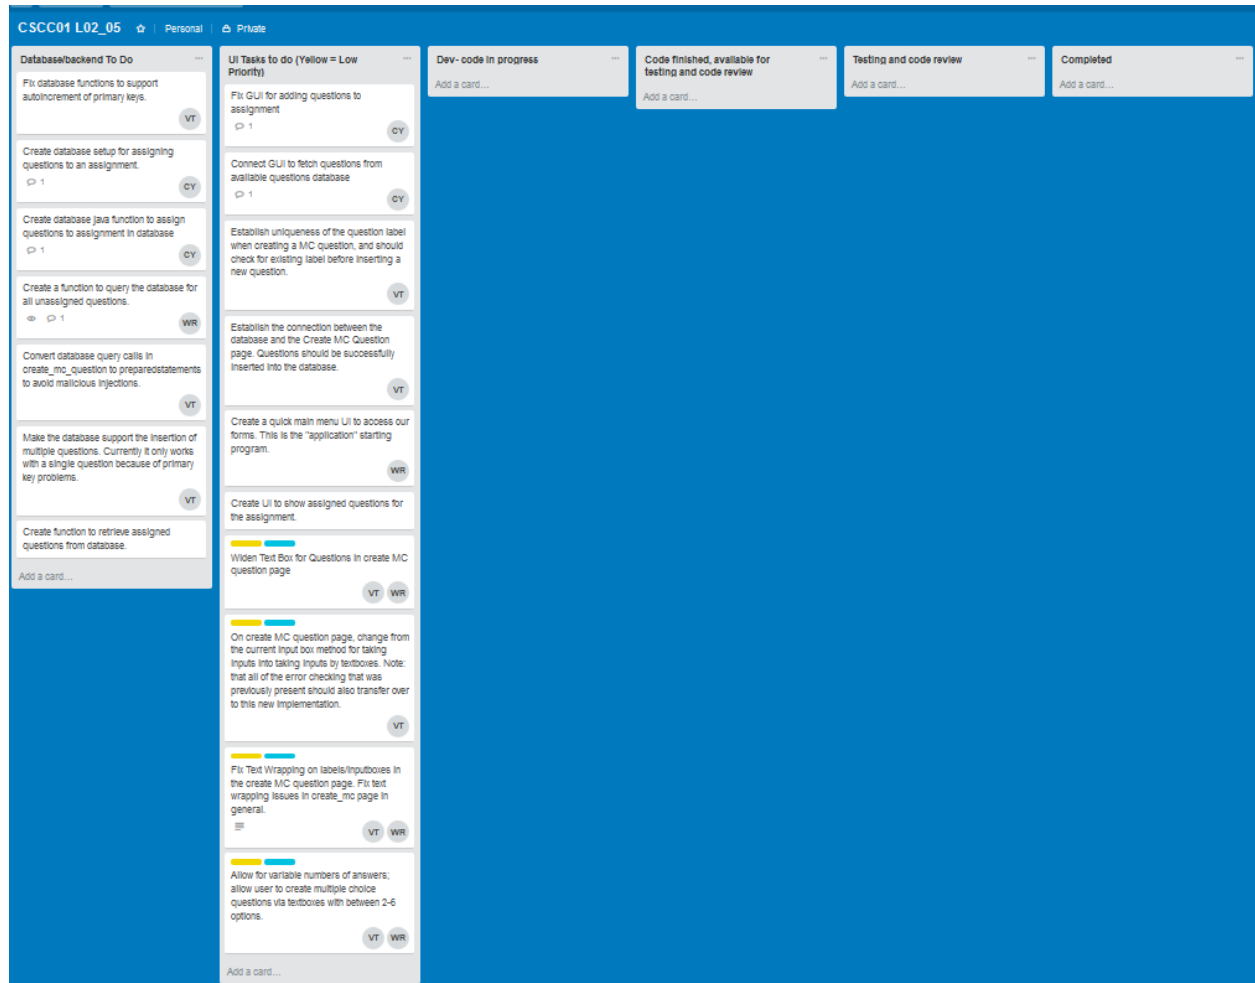 CSCC01 L02_05
Personal
Private
Database/backend To Do
Fix database functions to support
autoincrement of primary keys.
VT
Create database setup for assigning
questions to an assignment.
1
CY
Create database java function to assign
questions to assignment in database
1
CY
Create a function to query the database for
all unassigned questions.
1
WR
Convert database query calls in
create_mc_question to preparedstatements
to avoid malicious injections.
VT
Make the database support the insertion of
multiple questions. Currently it only works
with a single question because of primary
key problems.
VT
Create function to retrieve assigned
questions from database.
Add a card...
UI Tasks to do (Yellow = Low
Priority)
Fix GUI for adding questions to
assignment
1
CY
Connect GUI to fetch questions from
available questions database
1
CY
Establish uniqueness of the question label
when creating a MC question, and should
check for existing label before inserting a
new question.
VT
Establish the connection between the
database and the Create MC Question
page. Questions should be successfully
inserted into the database.
VT
Create a quick main menu UI to access our
forms. This is the "application" starting
program.
WR
Create UI to show assigned questions for
the assignment.
Widen Text Box for Questions in create MC
question page
VT WR
On create MC question page, change from
the current input box method for taking
inputs into taking inputs by textboxes. Note:
that all of the error checking that was
previously present should also transfer over
to this new implementation.
VT
Fix Text Wrapping on labels/inputboxes in
the create MC question page. Fix text
wrapping issues in create_mc page in
general.
VT WR
Allow for variable numbers of answers;
allow user to create multiple choice
questions via textboxes with between 2-6
options.
VT WR
Add a card...
Dev- code in progress
Add a card...
Code finished, available for
testing and code review
Add a card...
Testing and code review
Add a card...
Completed
Add a card...